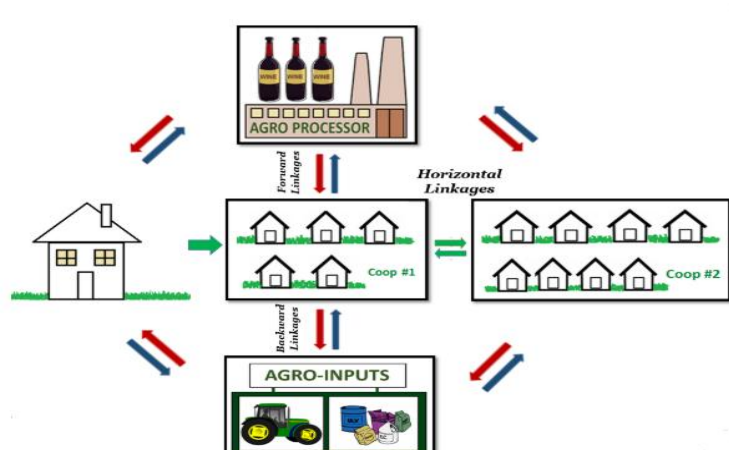 WINE WINE WINE
AGRO PROCESSOR
Forward
Linkages
Horizontal
Linkages
Coop #1
Coop #2
Backward
Linkages
AGRO-INPUTS